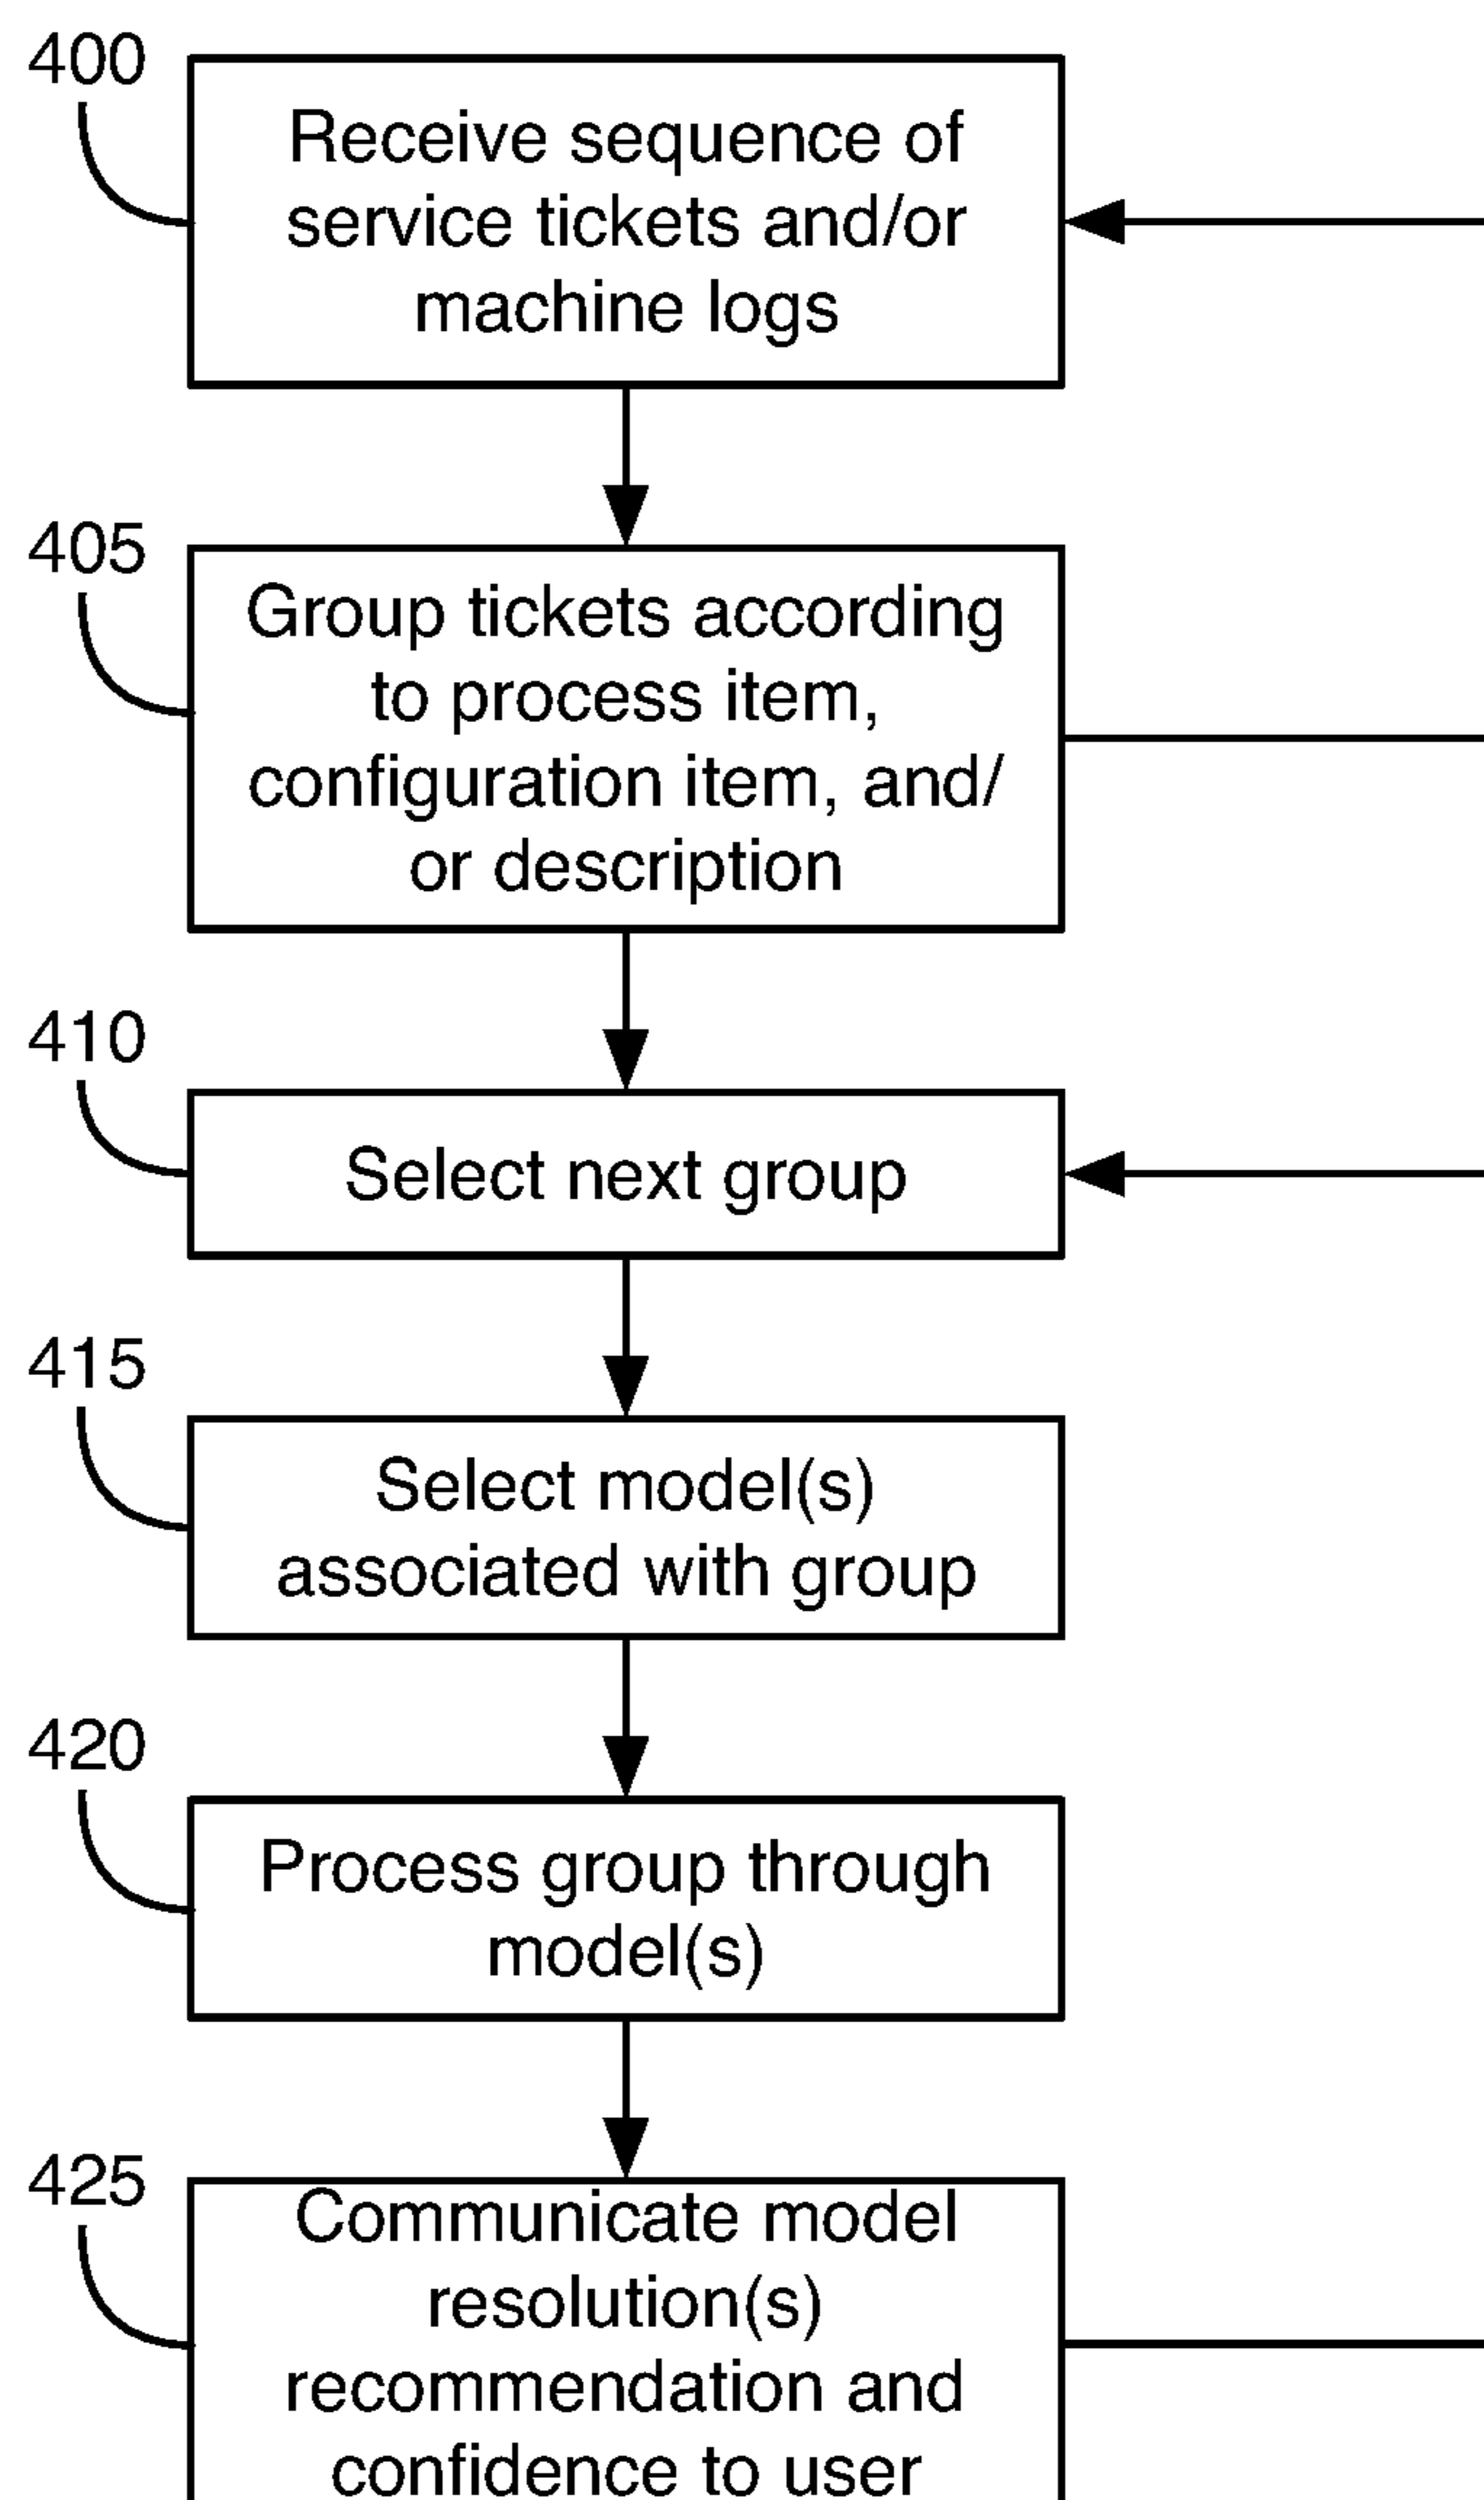 400
Receive sequence of
service tickets and/or
machine logs
405
Group tickets according
to process item,
configuration item, and/
or description
410
Select next group
415
Select model(s)
associated with group
420
Process group through
model(s)
425
Communicate model
resolution(s)
recommendation and
confidence to user